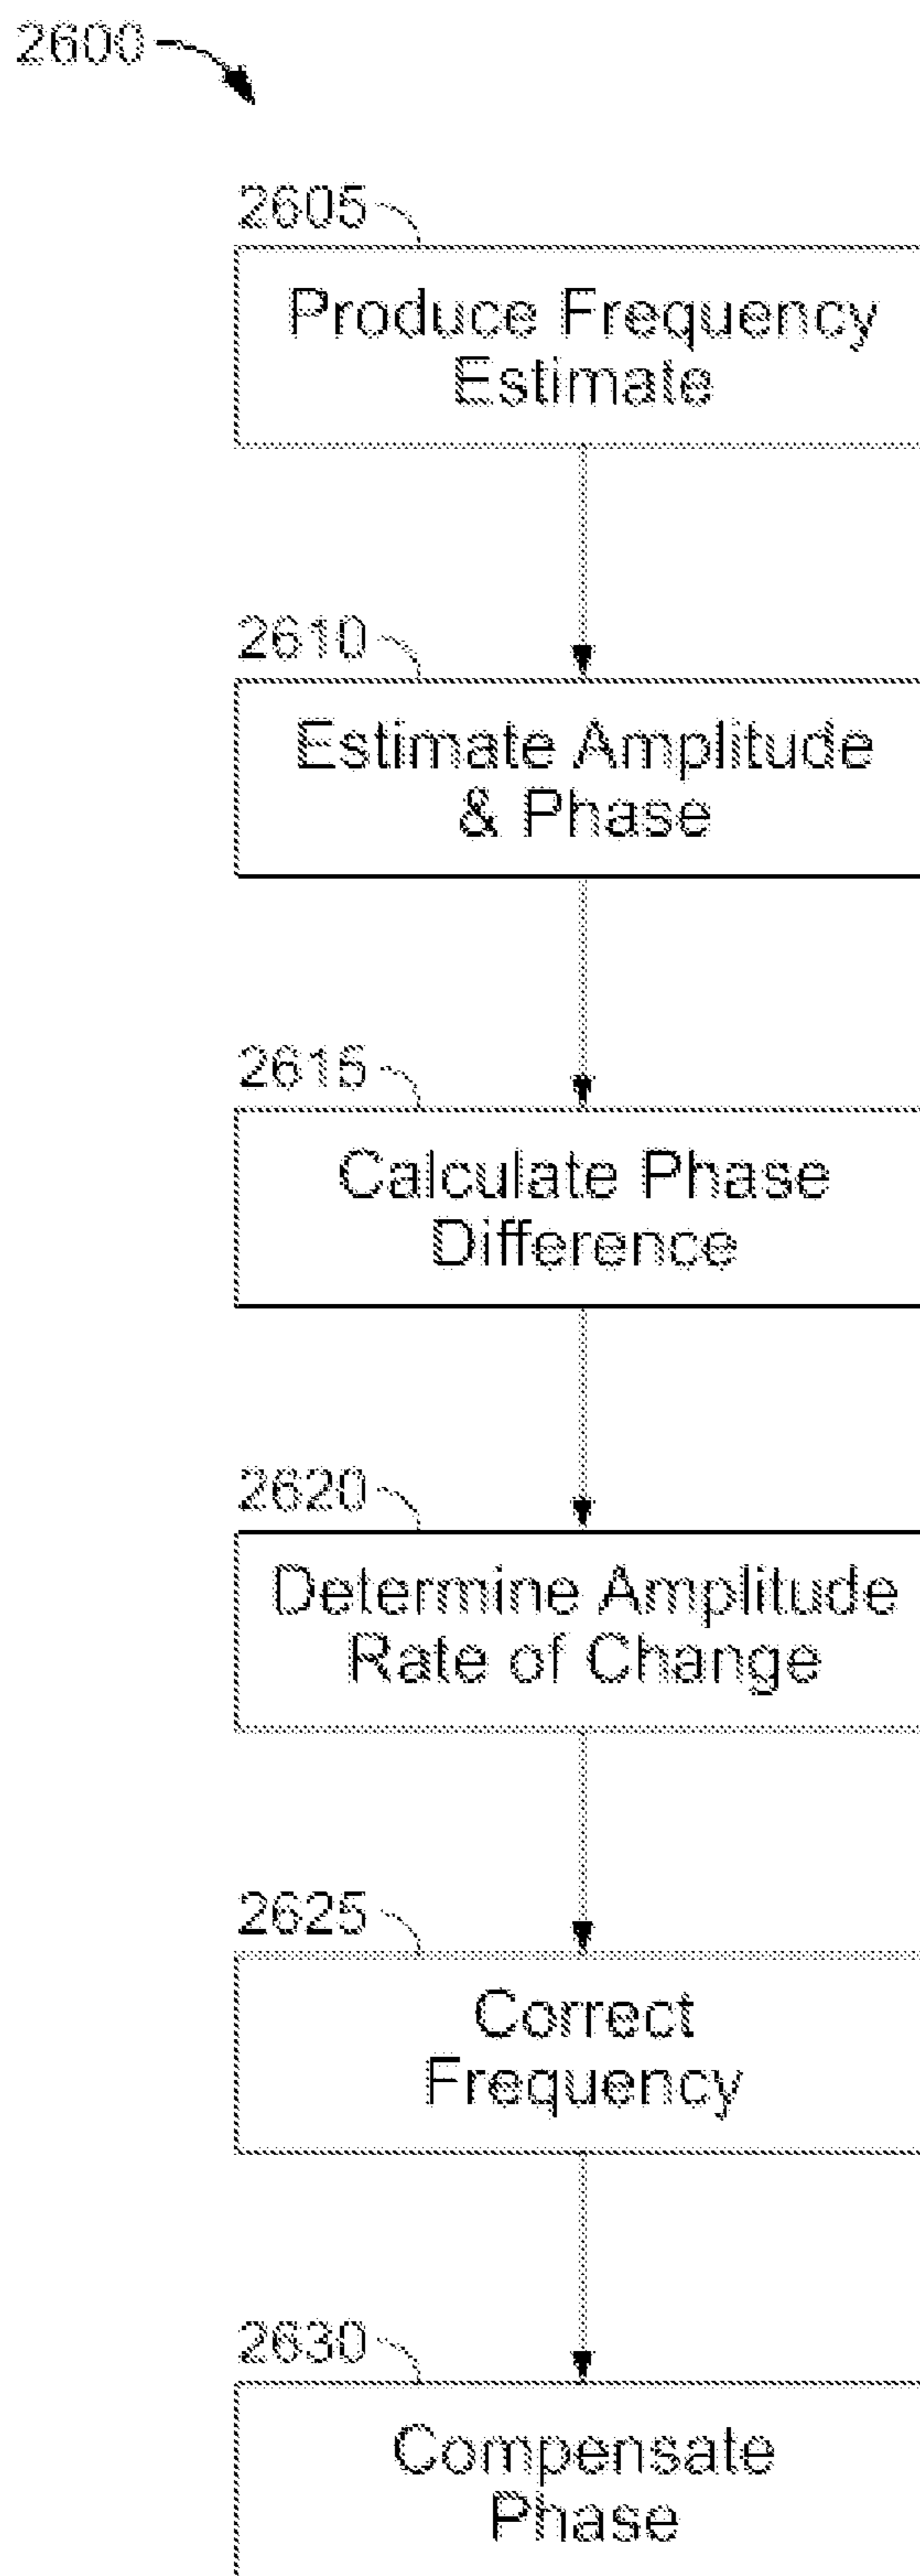 2600
2605
Produce Frequency
Estimate
2610
Estimate Amplitude
& Phase
2615
Calculate Phase
Difference
2620
Determine Amplitude
Rate of Change
2625
Correct
Frequency
2630
Compensate
Phase